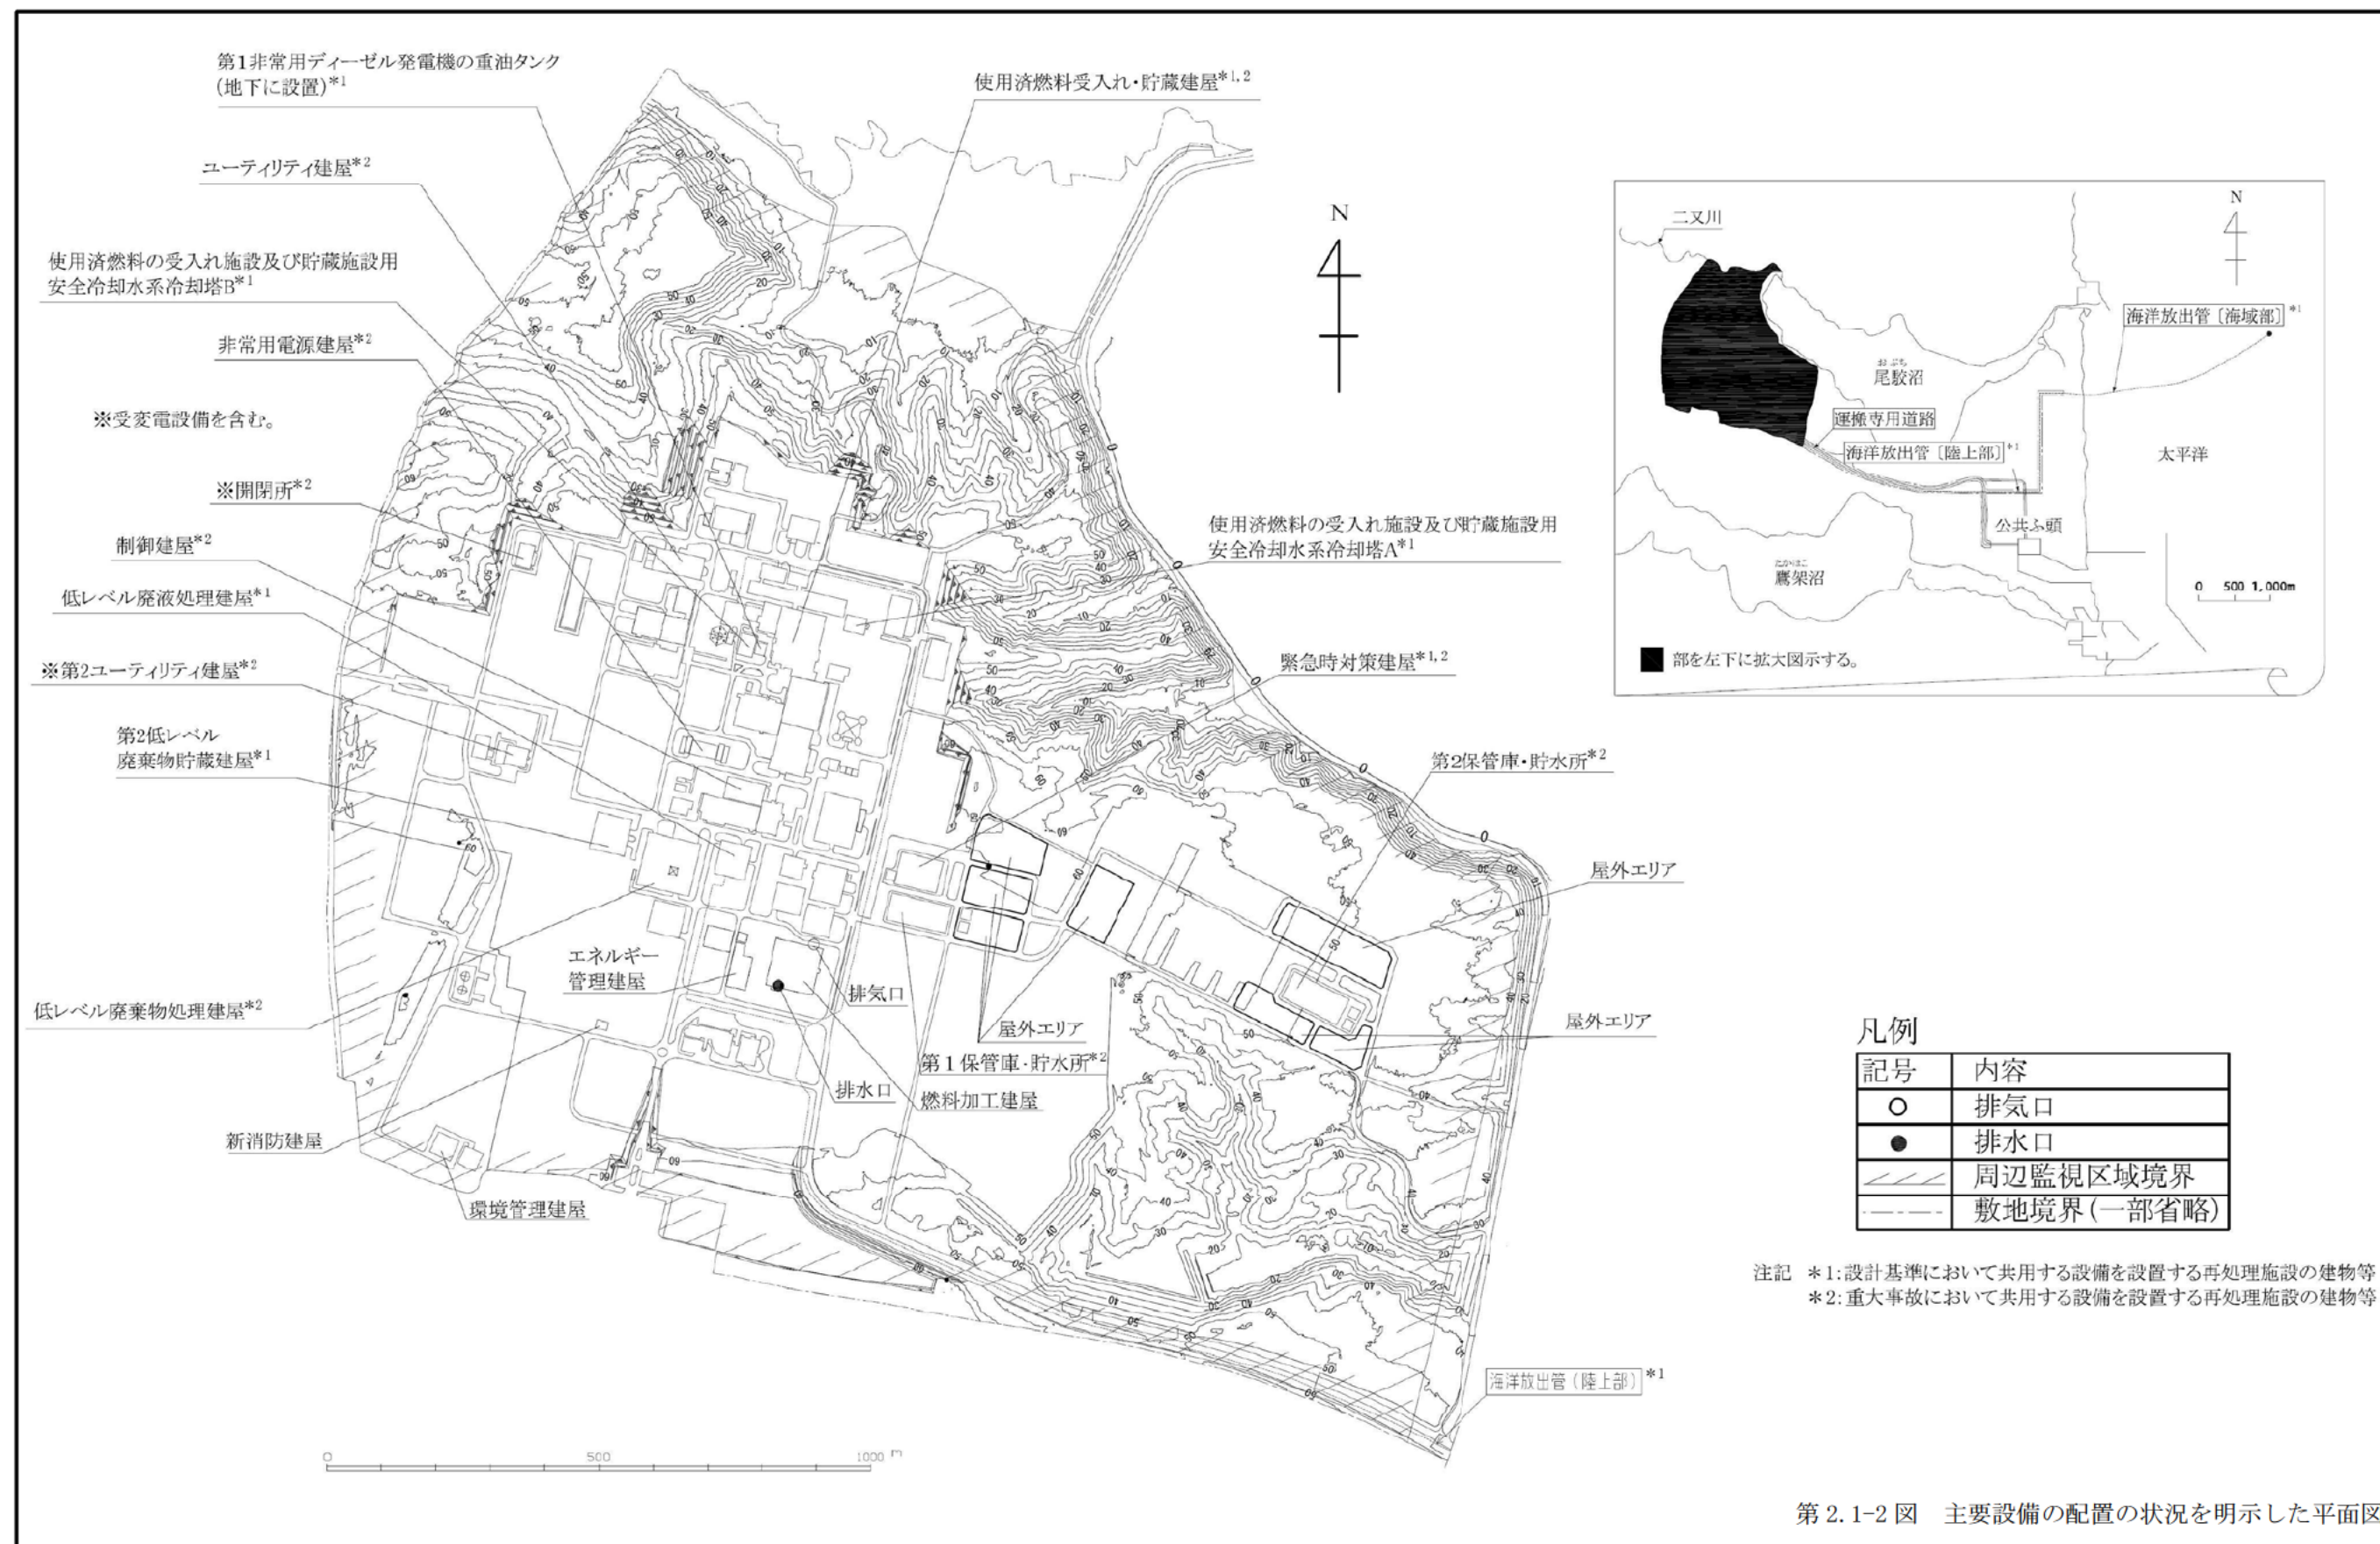 第1非常用ディーゼル発電機の重油タンク
(地下に設置)*1
使用済燃料受入れ・貯蔵建屋*1,2
ユーティリティ建屋*2
使用済燃料の受入れ施設及び貯蔵施設用
安全冷却水系冷却塔B*1
非常用電源建屋*2
※受変電設備を含む。
※開閉所*2
制御建屋*2
低レベル廃液処理建屋*1
※第2ユーティリティ建屋*2
第2低レベル
廃棄物貯蔵建屋*1
低レベル廃棄物処理建屋*2
新消防建屋
環境管理建屋
エネルギー
管理建屋
排気口
排水口
屋外エリア
第1保管庫・貯水所*2
燃料加工建屋
N
使用済燃料の受入れ施設及び貯蔵施設用
安全冷却水系冷却塔A*1
緊急時対策建屋*1,2
第2保管庫・貯水所*2
屋外エリア
屋外エリア
海洋放出管(陸上部)*1
0 500 1000 m
二又川
N
海洋放出管〔海域部〕*1
おぶち
尾駮沼
運搬専用道路
海洋放出管〔陸上部〕*1
太平洋
公共ふ頭
たかほこ
鷹架沼
0 500 1,000m
部を左下に拡大図示する。
凡例
記号 内容
排気口
排水口
周辺監視区域境界
敷地境界(一部省略)
注記 *1:設計基準において共用する設備を設置する再処理施設の建物等
*2:重大事故において共用する設備を設置する再処理施設の建物等
第 2.1-2 図 主要設備の配置の状況を明示した平面図